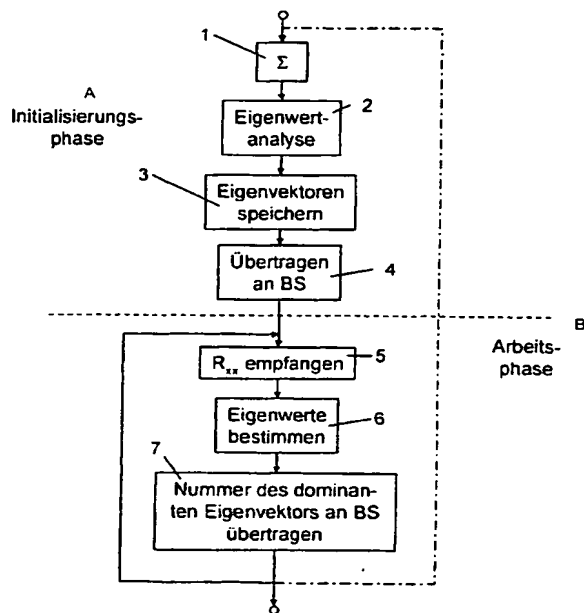 1
Σ
A
Initialisierungs-
phase
2
Eigenwert-
analyse
3
Eigenvektoren
speichern
Übertragen
an BS
4
B
Arbeits-
phase
R_xx empfangen
5
Eigenwerte
bestimmen
6
7
Nummer des dominan-
ten Eigenvektors an BS
übertragen